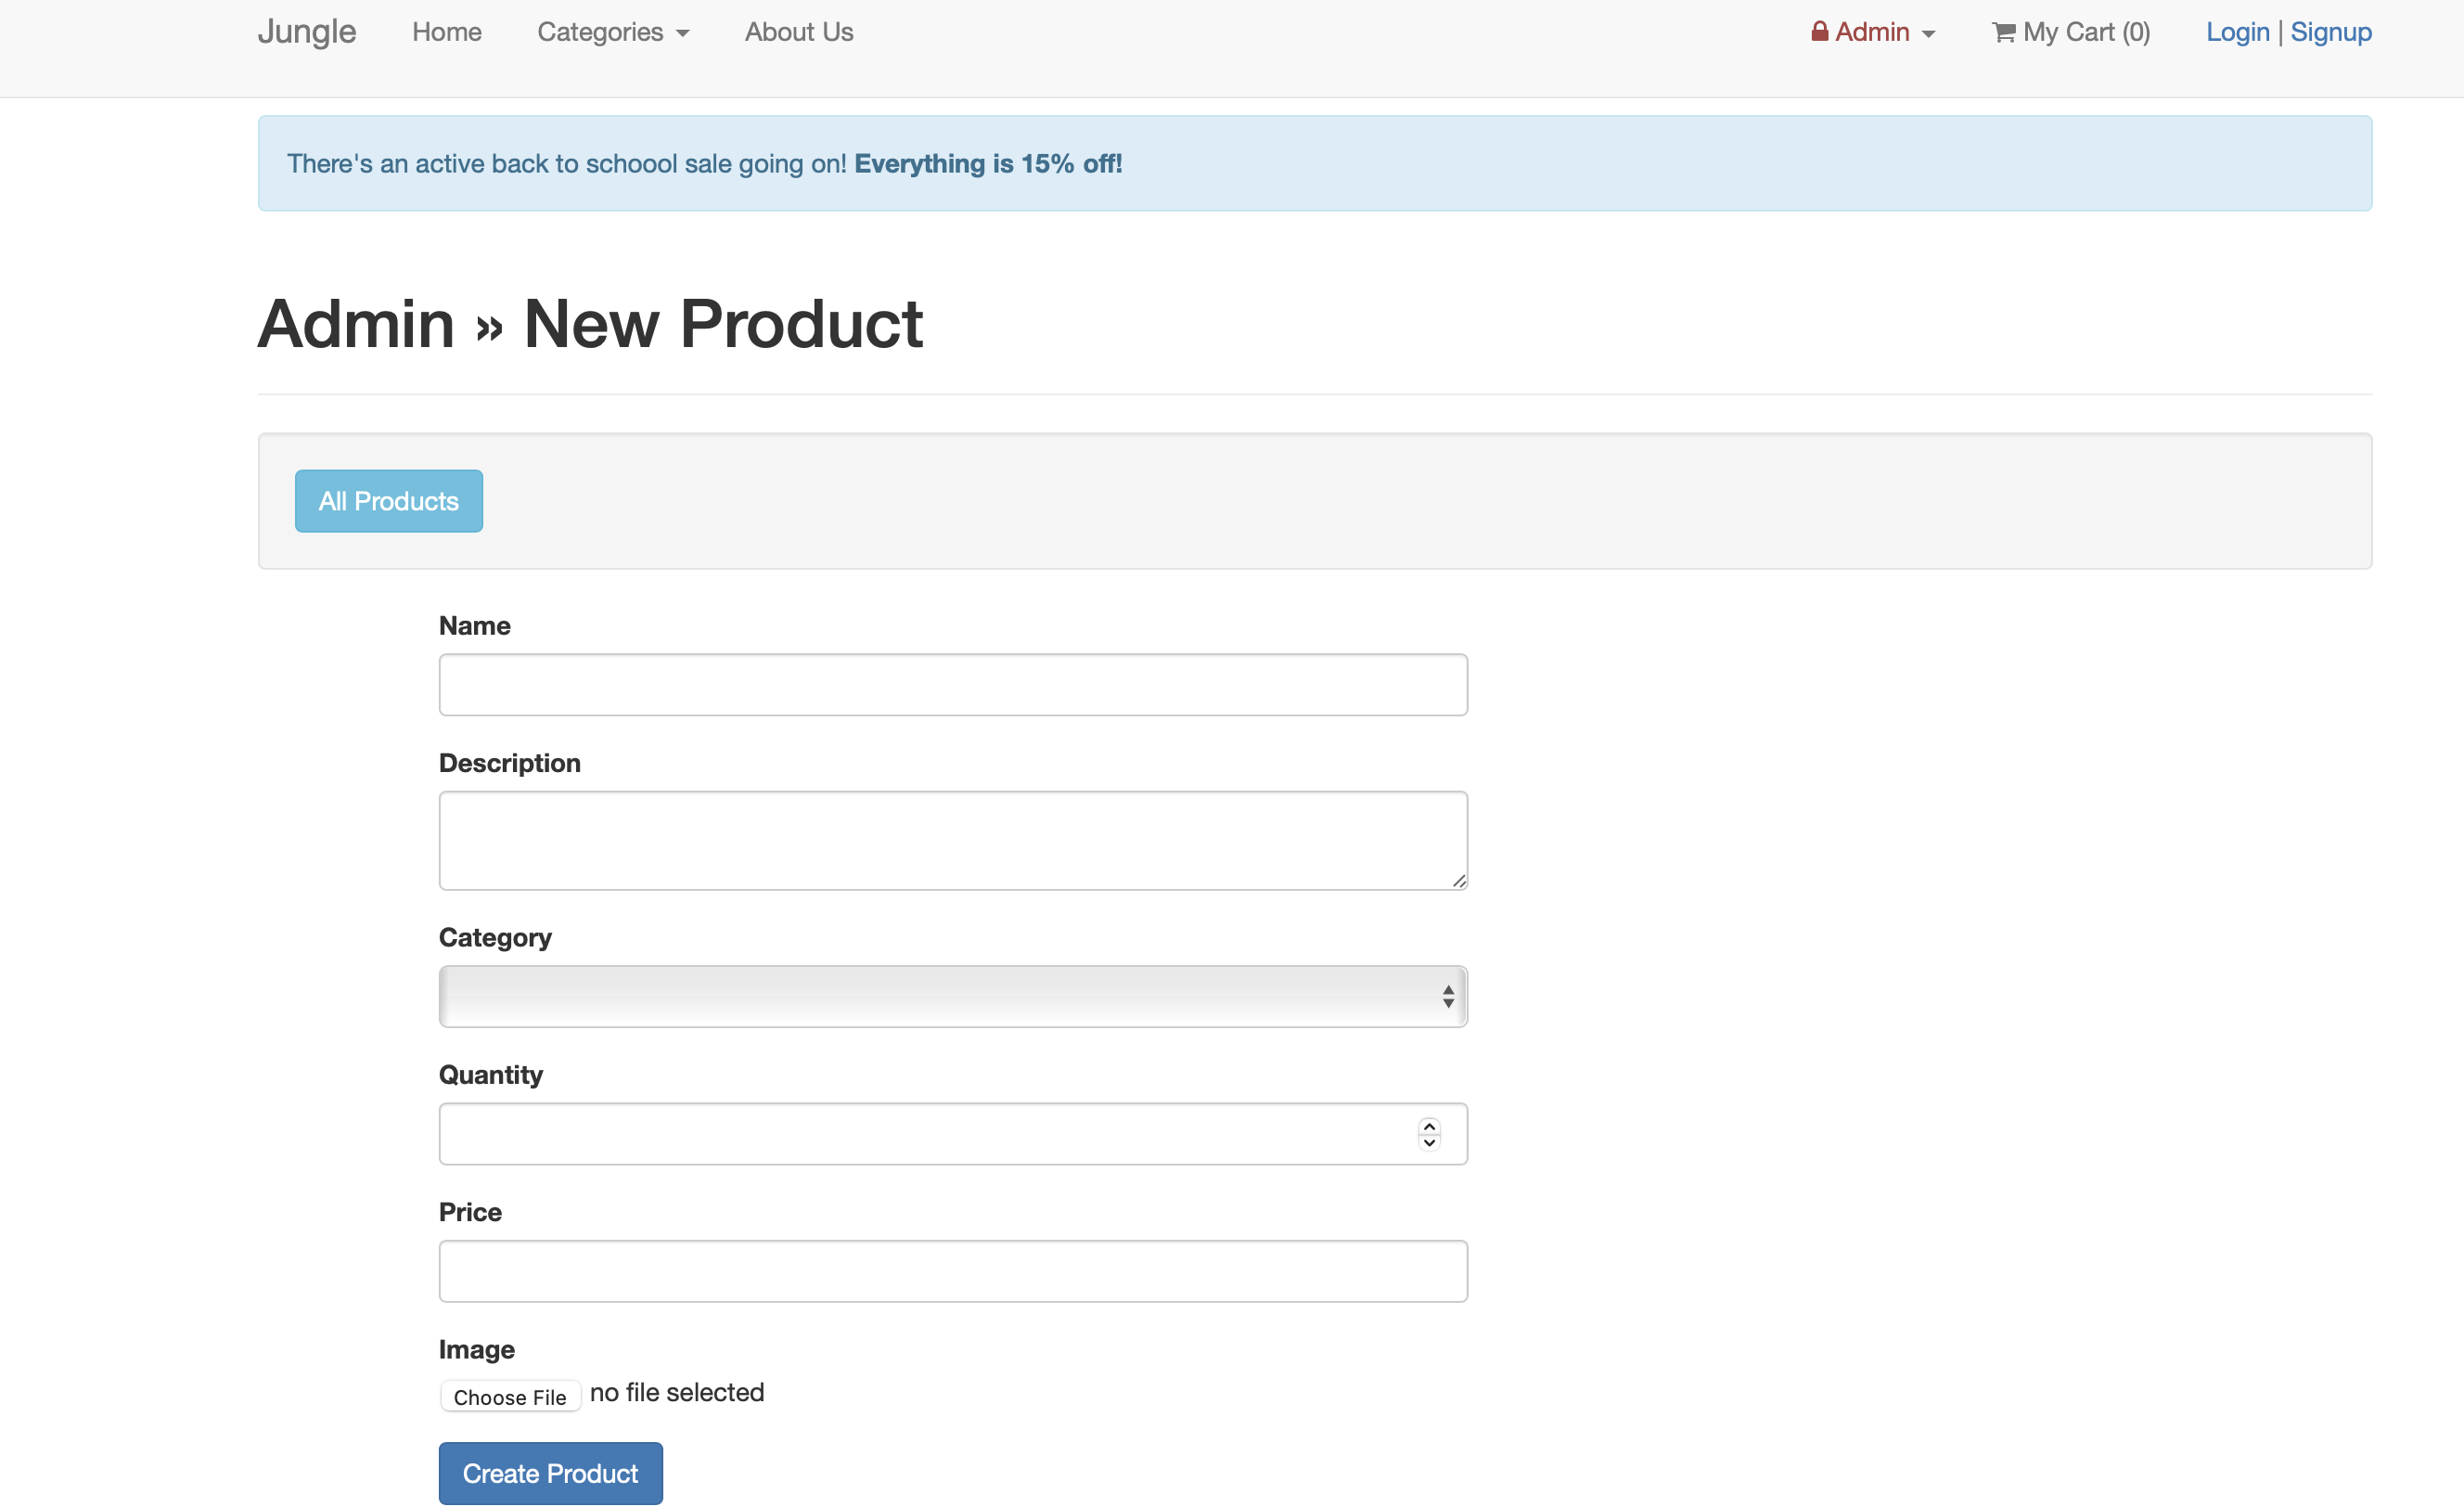 Jungle Home Categories About Us Admin My Cart (0) Login | Signup
There's an active back to schoool sale going on! Everything is 15% off!
Admin » New Product
All Products
Name
Description
Category
Quantity
Price
Image
Choose File no file selected
Create Product